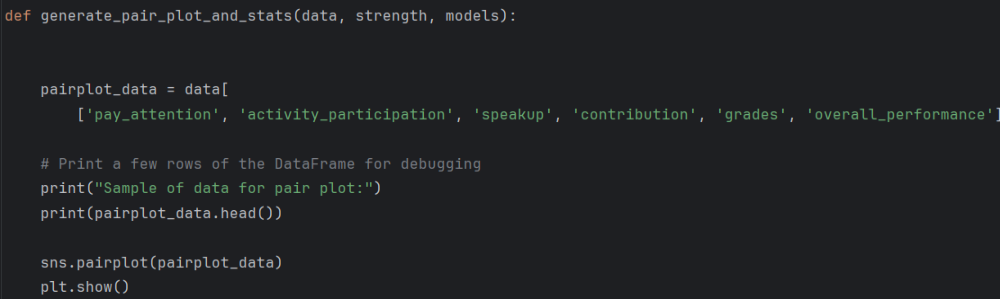 def generate_pair_plot_and_stats(data, strength, models):
pairplot_data = data[
['pay_attention', 'activity_participation', 'speakup', 'contribution', 'grades', 'overall_performance']
# Print a few rows of the DataFrame for debugging
print("Sample of data for pair plot:")
print(pairplot_data.head())
sns.pairplot(pairplot_data)
plt.show()